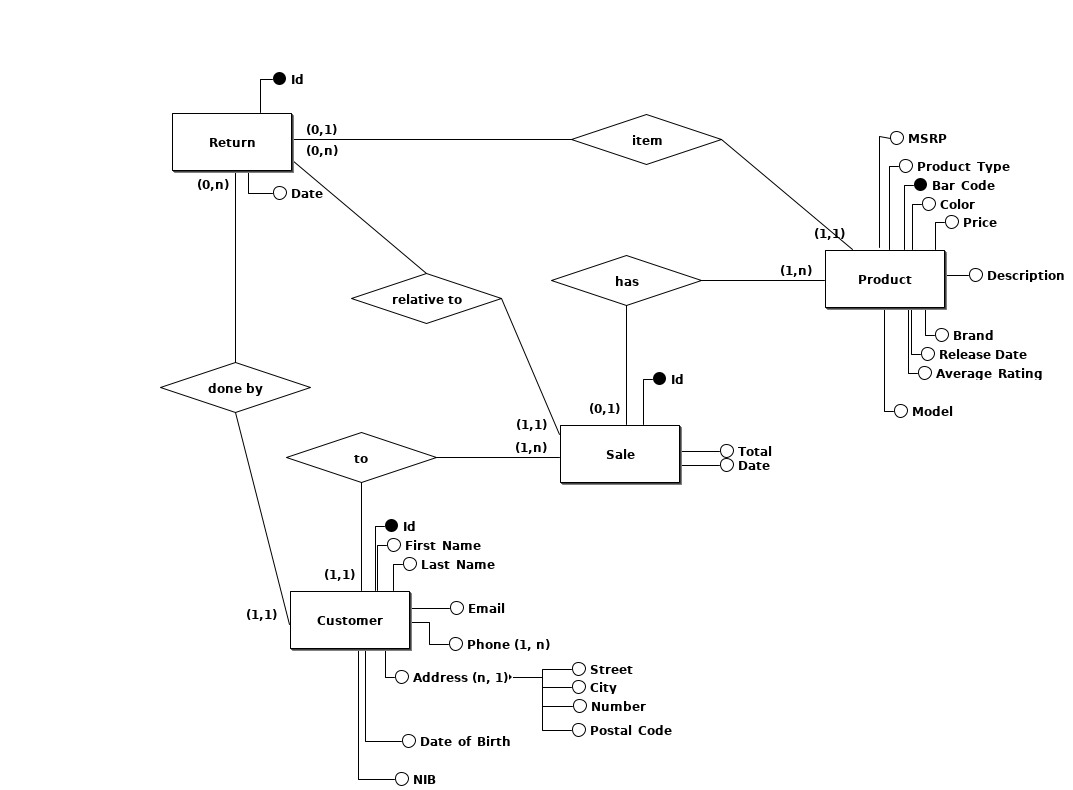 Id
(0,1)
item
Return
(0,n)
MSRP
Product Type
(0,n)
Bar Code
Date
Color
Price
(1,1)
(1,n)
Description
has
Product
relative to
Brand
Release Date
Average Rating
Id
done by
(0,1)
Model
(1,1)
(1,n)
Sale
Total
to
Date
Id
First Name
Last Name
(1,1)
Email
(1,1)
Customer
Phone (1, n)
Street
Address (n, 1)
City
Number
Postal Code
Date of Birth
NIB